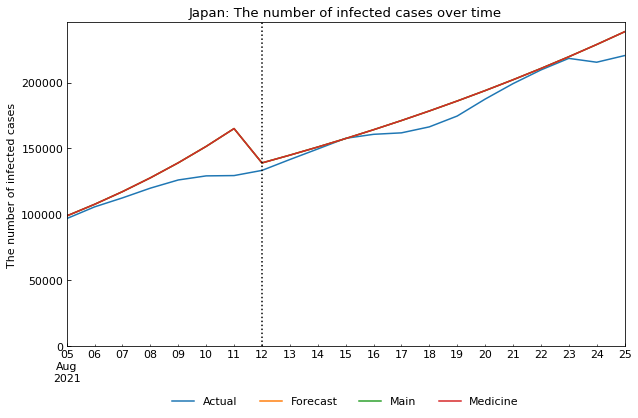 Japan: The number of infected cases over time
The number of infected cases
200000
150000
100000
50000
0
05 06 07 08 09 10 11 12 13 14 15 16 17 18 19 20 21 22 23 24 25
Aug
2021
Actual Forecast Main Medicine